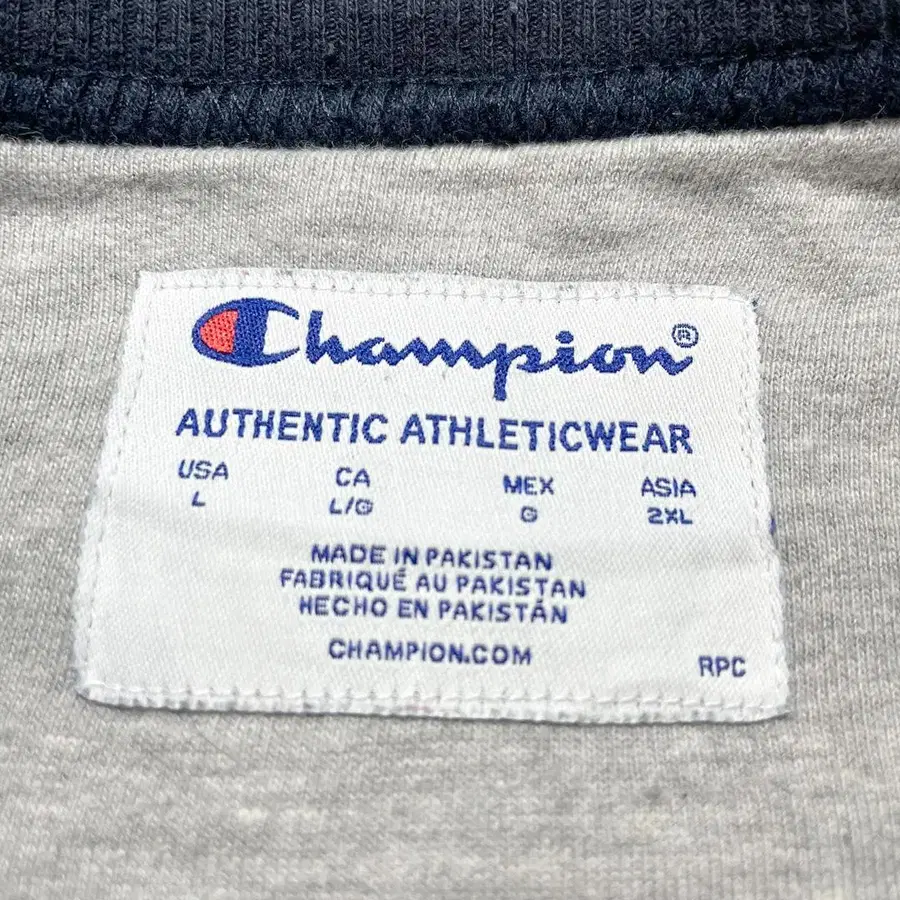 Champion®
AUTHENTIC ATHLETICWEAR
USA CA MEX ASIA
L L/G G 2XL
MADE IN PAKISTAN
FABRIQUÉ AU PAKISTAN
HECHO EN PAKISTÁN
CHAMPION.COM
RPC